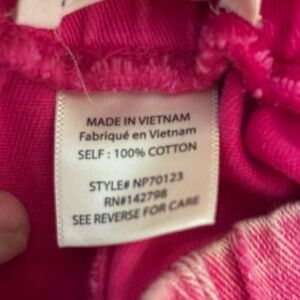 MADE IN VIETNAM
Fabriqué en Vietnam
SELF : 100% COTTON
STYLE# NP70123
RN#142798
SEE REVERSE FOR CARE